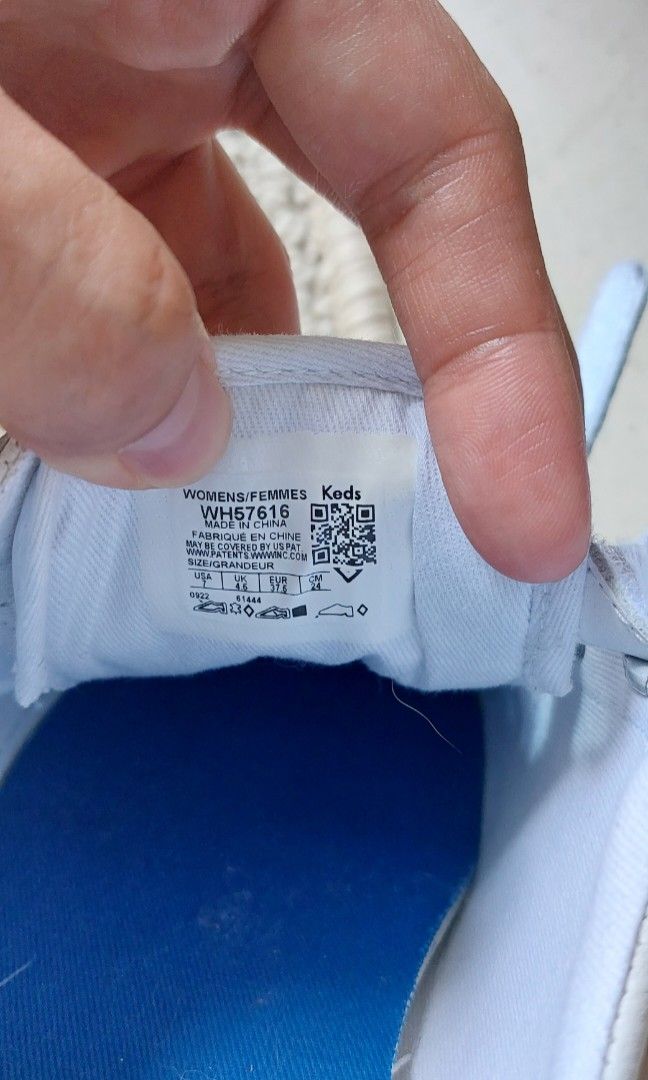 WOMENS/FEMMES Keds
WH57616
MADE IN CHINA
FABRIQUÉ EN CHINE
MAY BE COVERED BY US PAT
WWW.PATENTS.WWWINC.COM
SIZE/GRANDEUR
USA UK EUR CM
7 4.5 37.5 24
0922 61444